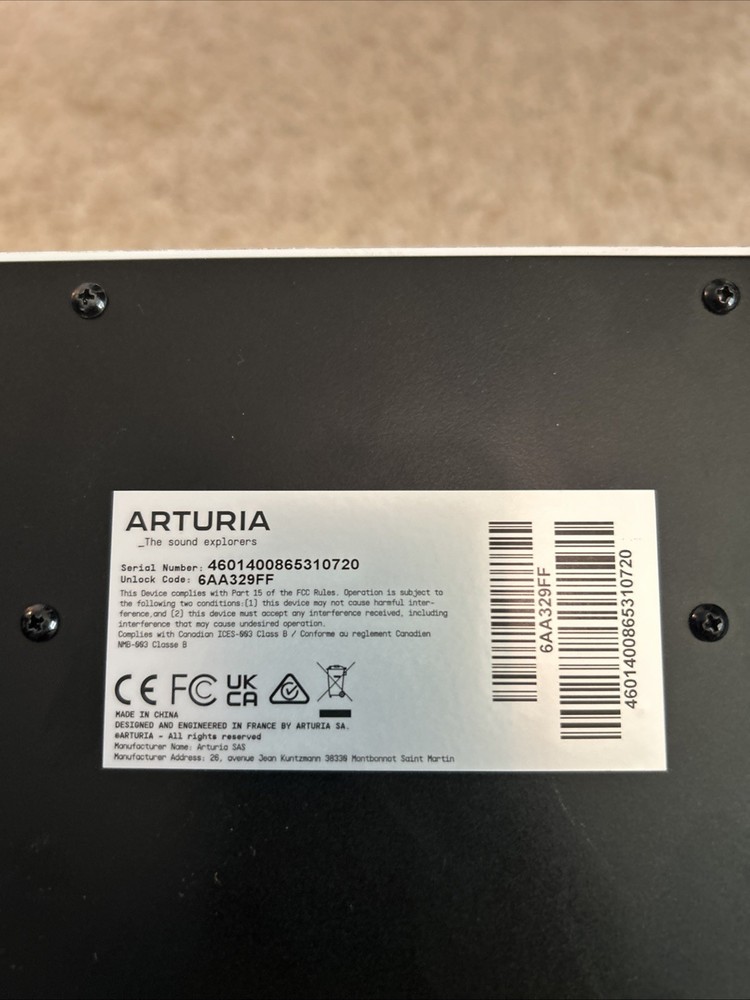 ARTURIA
_The sound explorers
Serial Number: 4601400865310720
Unlock Code: 6AA329FF
This Device complies with Part 15 of the FCC Rules. Operation is subject to
the following two conditions:(1) this device may not cause harmful inter-
ference,and (2) this device must accept any interference received, including
interference that may cause undesired operation.
Complies with Canadian ICES-003 Class B / Conforme au reglement Canadien
NMB-003 Classe B
CE FC UK
CA
MADE IN CHINA
DESIGNED AND ENGINEERED IN FRANCE BY ARTURIA SA.
©ARTURIA - All rights reserved
Manufacturer Name: Arturia SAS
Manufacturer Address: 26, avenue Jean Kuntzmann 38330 Montbonnot Saint Martin
6AA329FF
4601400865310720